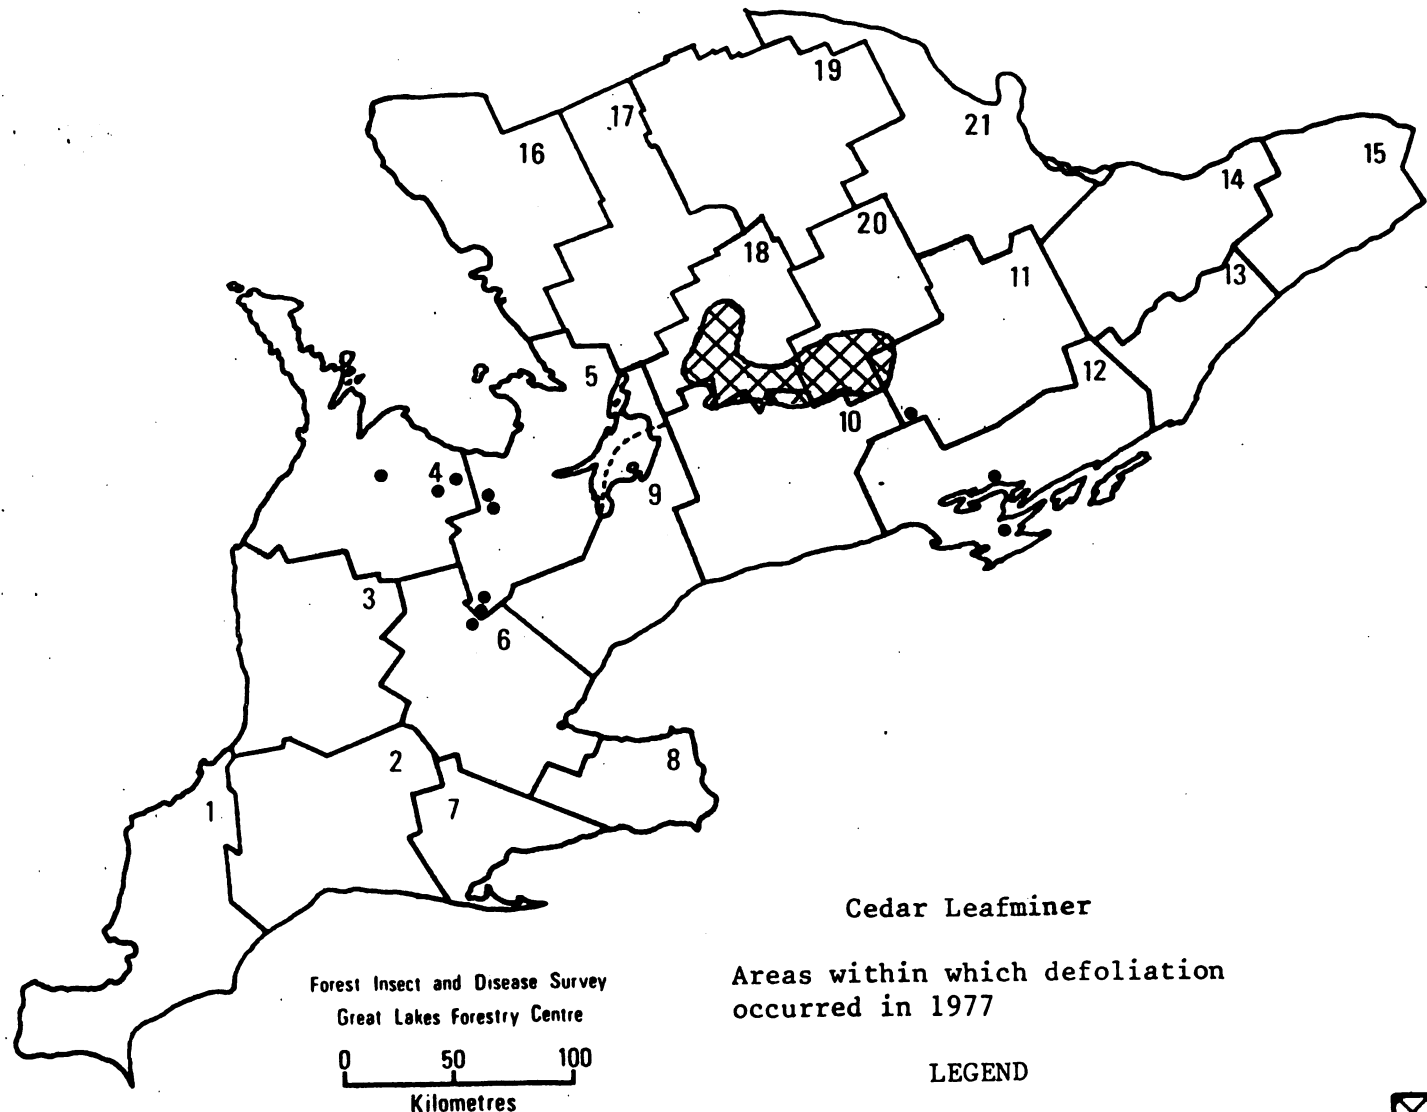 19
17
21
16
15
14
20
18
13
11
5
12
10
4
9
3
6
2
8
7
1
Cedar Leafminer
Areas within which defoliation
occurred in 1977
Forest Insect and Disease Survey
Great Lakes Forestry Centre
0 50 100
Kilometres
LEGEND